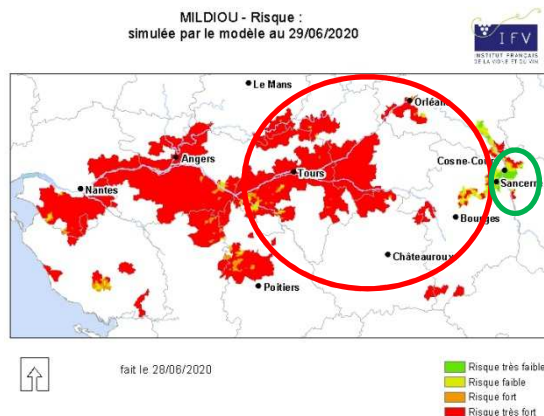 MILDIOU - Risque :
simulée par le modèle au 29/06/2020
IFV
INSTITUT FRANÇAIS
DE LA VIGNE ET DU VIN
Le Mans
Orléan
Angers
Cosne-Cou
Tours
Sancerre
Nantes
Bourges
Châteauroux
Poitiers
fait le 28/06/2020
Risque très faible
Risque faible
Risque fort
Risque très fort